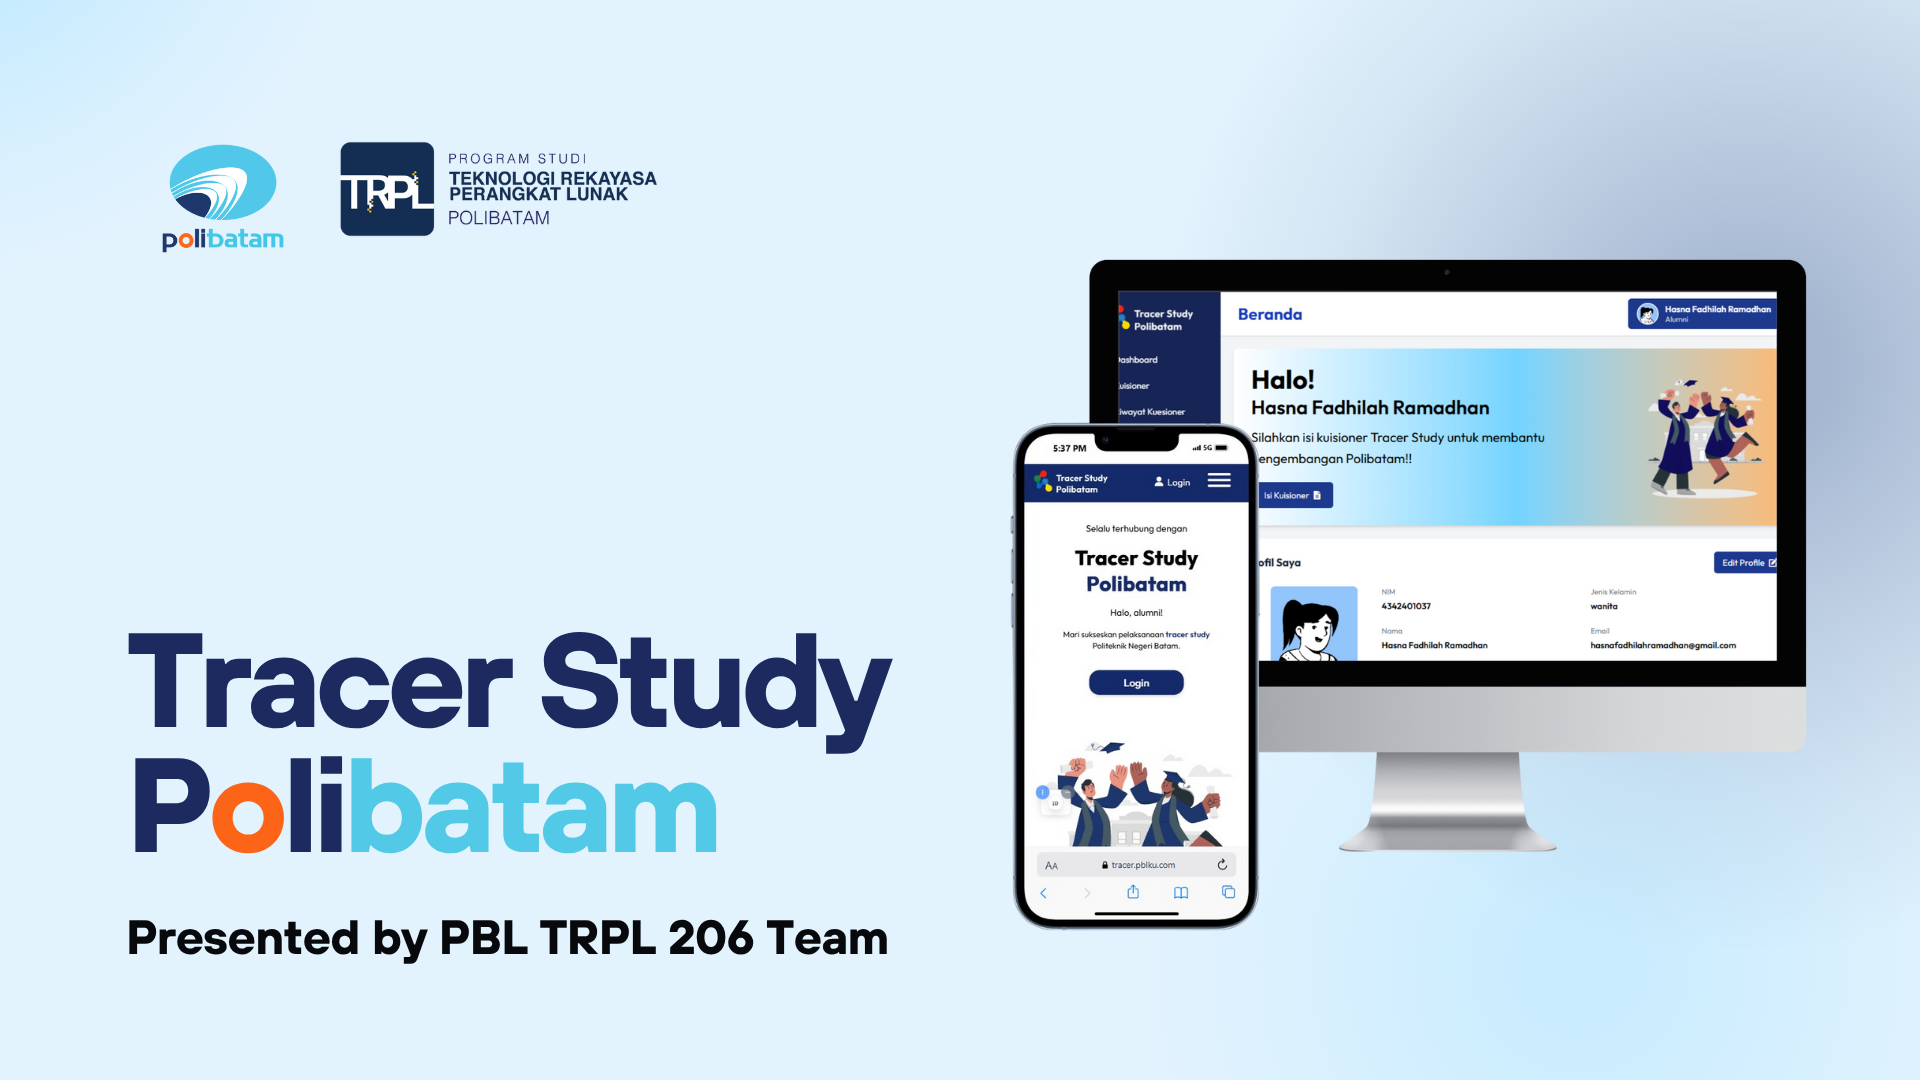 polibatam
TRPL
PROGRAM STUDI
TEKNOLOGI REKAYASA
PERANGKAT LUNAK
POLIBATAM
Tracer Study
Polibatam
Presented by PBL TRPL 206 Team
Tracer Study
Polibatam
ashboard
uisioner
iwayat Kuesioner
Beranda
Hasna Fadhilah Ramadhan
Alumni
Halo!
Hasna Fadhilah Ramadhan
Silahkan isi kuisioner Tracer Study untuk membantu
engembangan Polibatam!!
Isi Kuisioner
ofil Saya
Edit Profile
NIM
4342401037
Jenis Kelamin
wanita
Nama
Hasna Fadhilah Ramadhan
Email
hasnafadhilahramadhan@gmail.com
5:37 PM
5G
Tracer Study
Polibatam
Login
Selalu terhubung dengan
Tracer Study
Polibatam
Halo, alumni!
Mari sukseskan pelaksanaan tracer study
Politeknik Negeri Batam.
Login
ID
AA
tracer.pblku.com